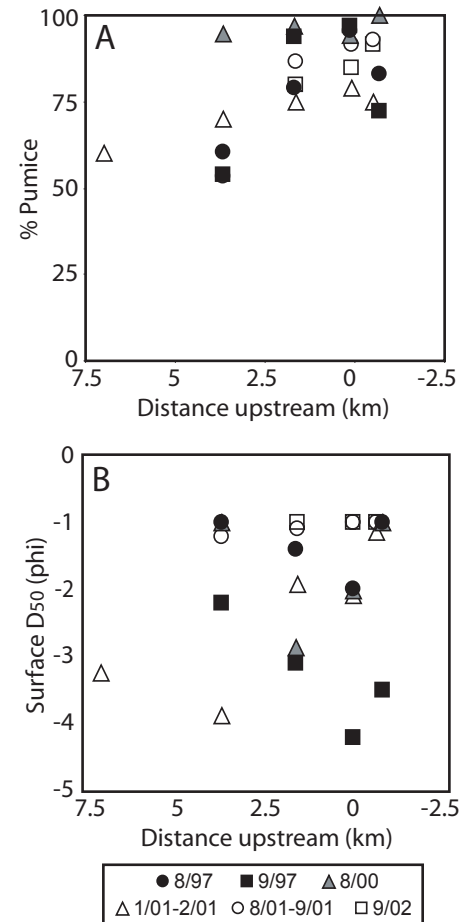 A
100
75
50
25
0
% Pumice
7.5 5 2.5 0 -2.5
Distance upstream (km)
B
0
-1
-2
-3
-4
-5
Surface D50 (phi)
7.5 5 2.5 0 -2.5
Distance upstream (km)
8/97 9/97 8/00
1/01-2/01 8/01-9/01 9/02